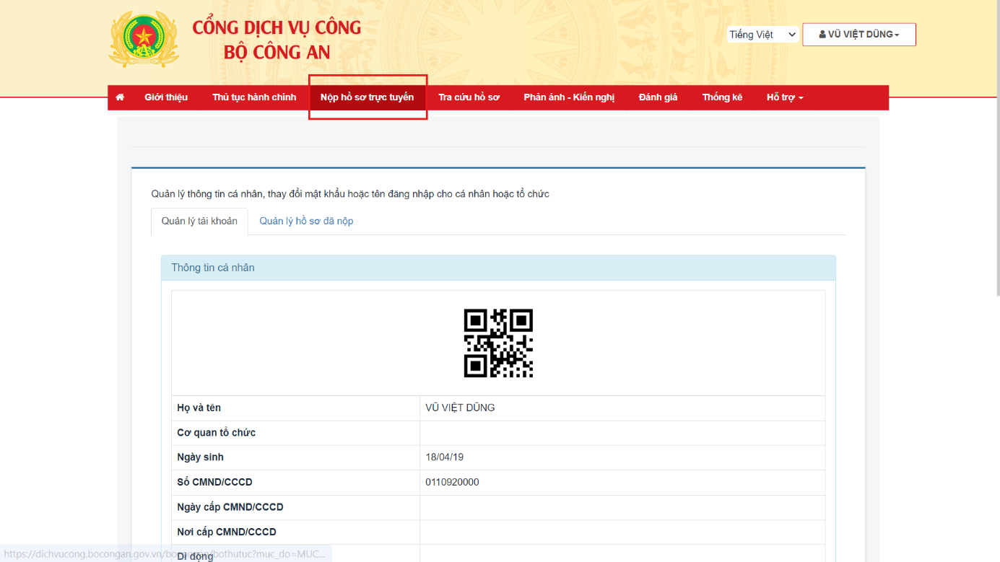 CỔNG DỊCH VỤ CÔNG
BỘ CÔNG AN
Tiếng Việt
VŨ VIỆT DŨNG
Giới thiệu
Thủ tục hành chính
Nộp hồ sơ trực tuyến
Tra cứu hồ sơ
Phản ánh - Kiến nghị
Đánh giá
Thống kê
Hỗ trợ
Quản lý thông tin cá nhân, thay đổi mật khẩu hoặc tên đăng nhập cho cá nhân hoặc tổ chức
Quản lý tài khoản
Quản lý hồ sơ đã nộp
Thông tin cá nhân
Họ và tên
VŨ VIỆT DŨNG
Cơ quan tổ chức
Ngày sinh
18/04/19
Số CMND/CCCD
0110920000
Ngày cấp CMND/CCCD
Nơi cấp CMND/CCCD
Di động
https://dichvucong.bocongan.gov.vn/bocongan/bothutuc?muc_do=MUC...